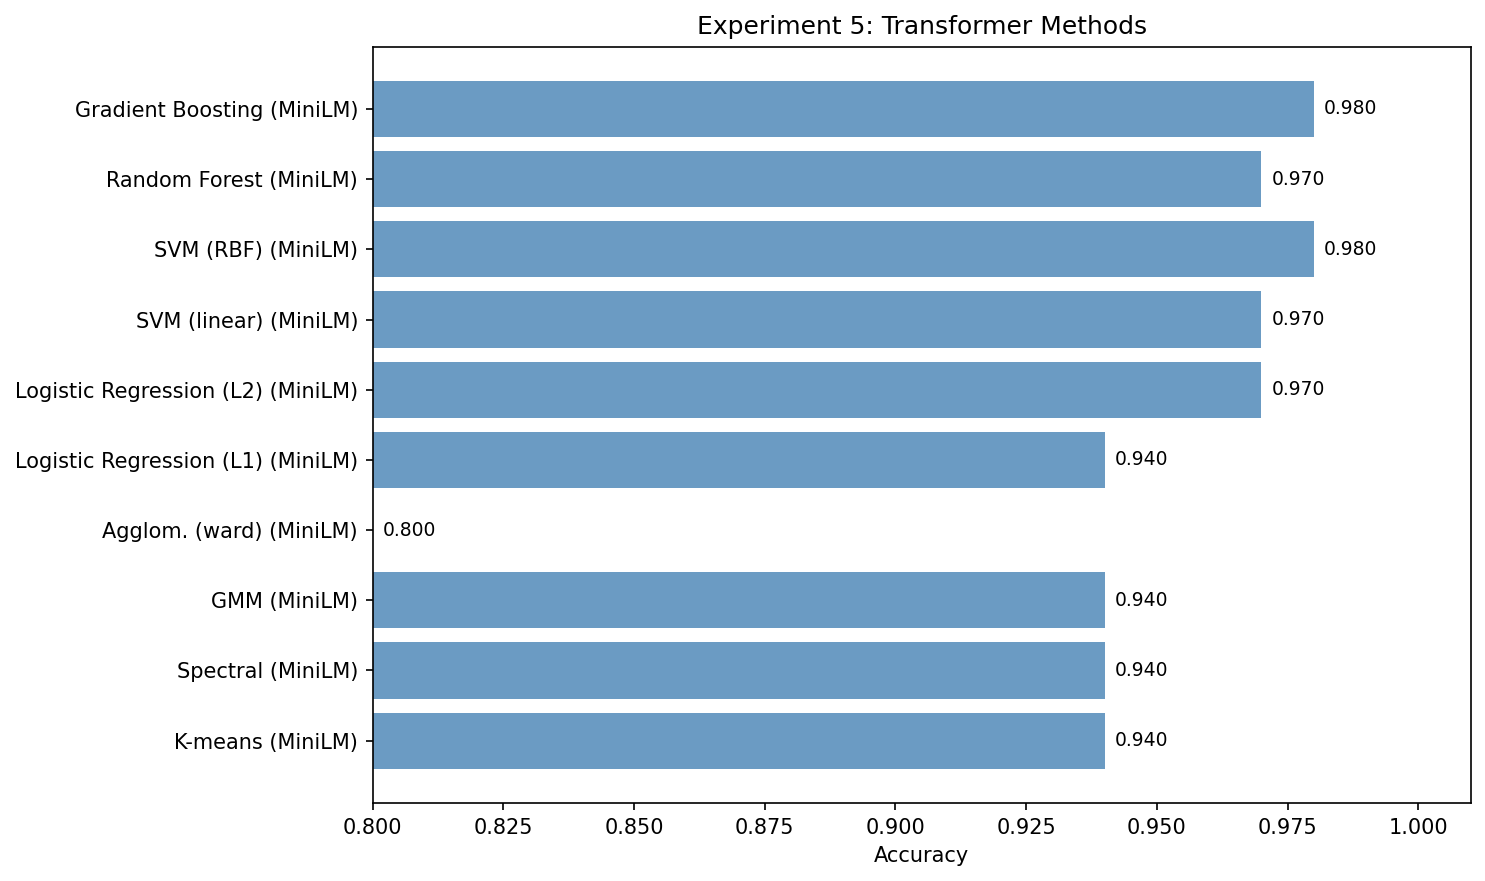 Experiment 5: Transformer Methods
Gradient Boosting (MiniLM) 0.980
Random Forest (MiniLM) 0.970
SVM (RBF) (MiniLM) 0.980
SVM (linear) (MiniLM) 0.970
Logistic Regression (L2) (MiniLM) 0.970
Logistic Regression (L1) (MiniLM) 0.940
Agglom. (ward) (MiniLM) 0.800
GMM (MiniLM) 0.940
Spectral (MiniLM) 0.940
K-means (MiniLM) 0.940
0.800 0.825 0.850 0.875 0.900 0.925 0.950 0.975 1.000
Accuracy